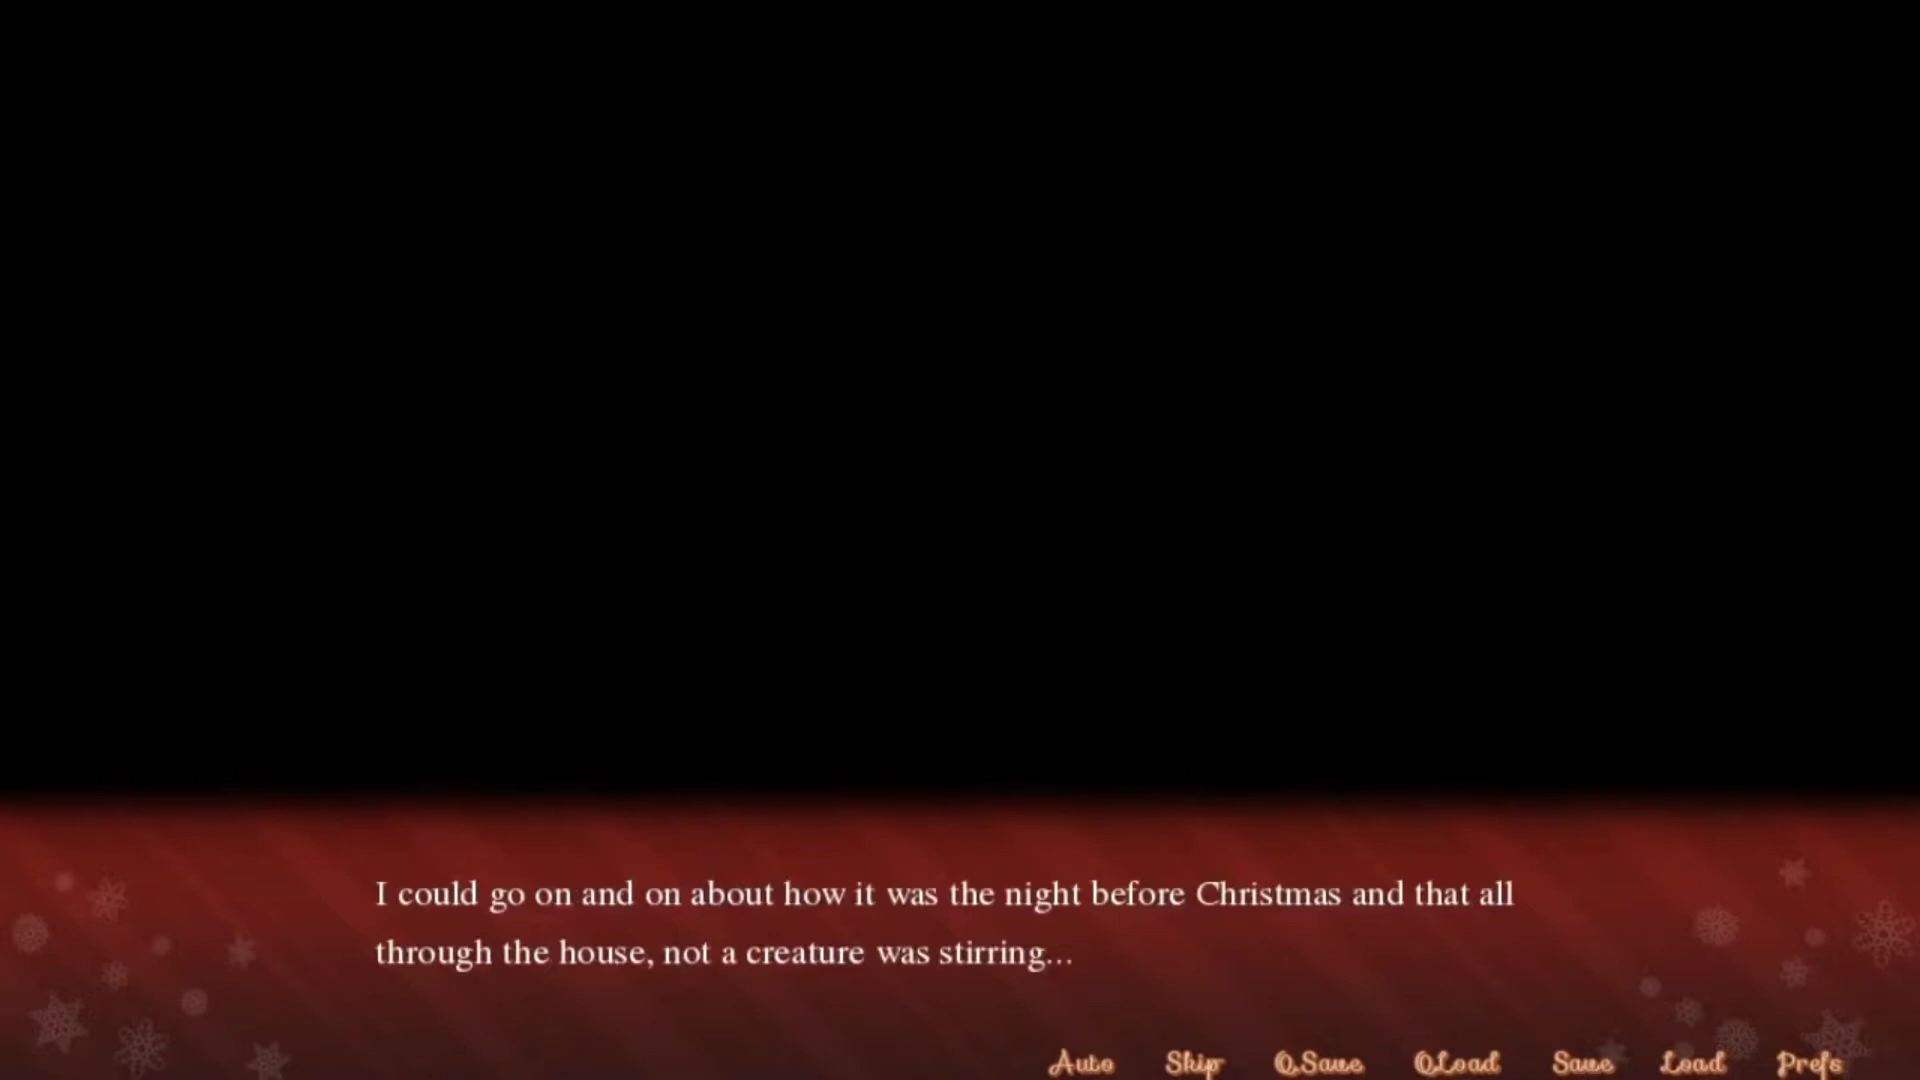 I could go on and on about how it was the night before Christmas and that all
through the house, not a creature was stirring...
Auto Skip Q.Save Q.Load Save Load Prefs